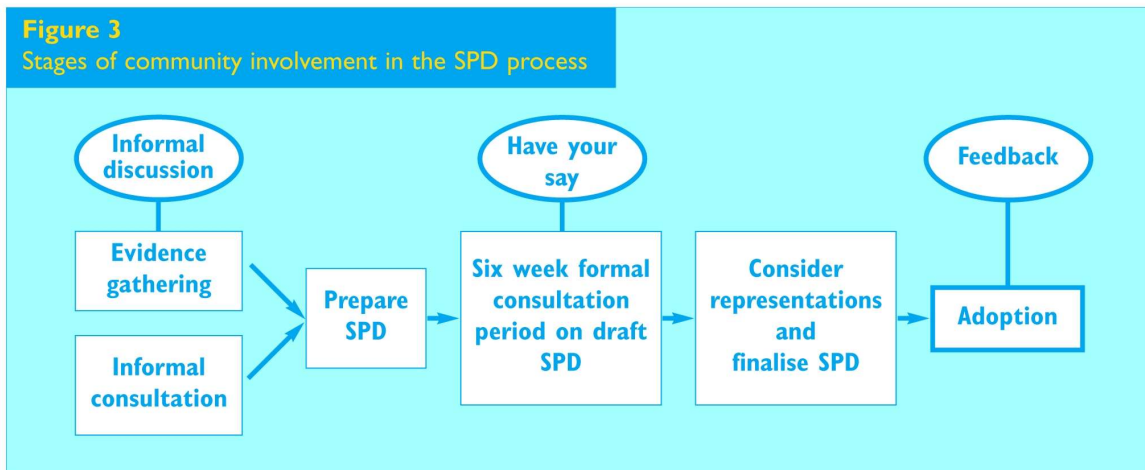 Figure 3
Stages of community involvement in the SPD process
Informal
discussion
Have your
say
Feedback
Evidence
gathering
Informal
consultation
Prepare
SPD
Six week formal
consultation
period on draft
SPD
Consider
representations
and
finalise SPD
Adoption